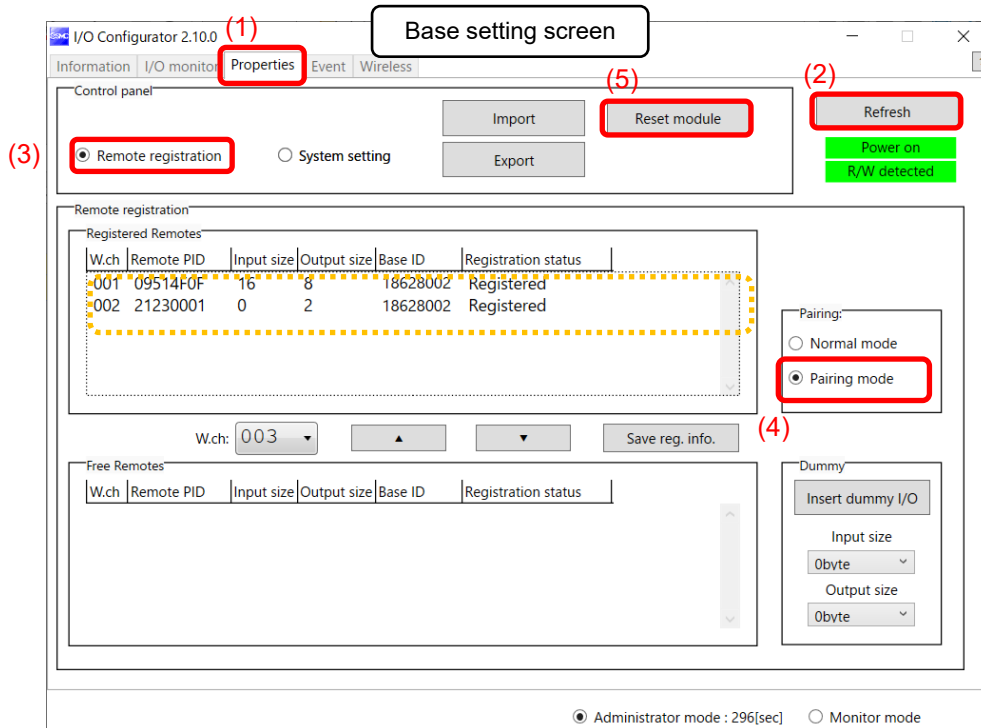 Base setting screen
SMC I/O Configurator 2.10.0
(1)
Information I/O monitor Properties Event Wireless
(5)
(2)
Control panel
Import
Reset module
Refresh
(3)
Remote registration
System setting
Export
Power on
R/W detected
Remote registration
Registered Remotes
W.ch Remote PID Input size Output size Base ID Registration status
001 09514F0F 16 8 18628002 Registered
002 21230001 0 2 18628002 Registered
Pairing:
Normal mode
Pairing mode
(4)
W.ch: 003 ▲ ▼ Save reg. info.
Free Remotes
W.ch Remote PID Input size Output size Base ID Registration status
Dummy
Insert dummy I/O
Input size
0byte
Output size
0byte
Administrator mode : 296[sec] Monitor mode